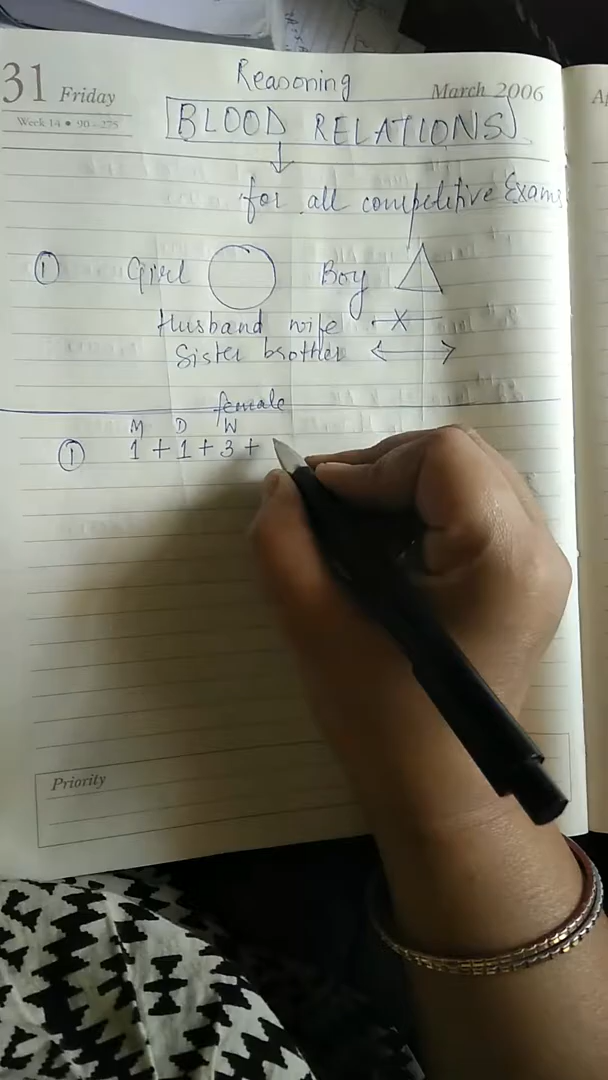 Reasoning
31 Friday
March 2006
Week 14 • 90 - 275
BLOOD RELATIONS
for all competitive Exams
① Girl Boy
Husband wife
Sister brother
female
M D W
① 1 + 1 + 3 +
Priority